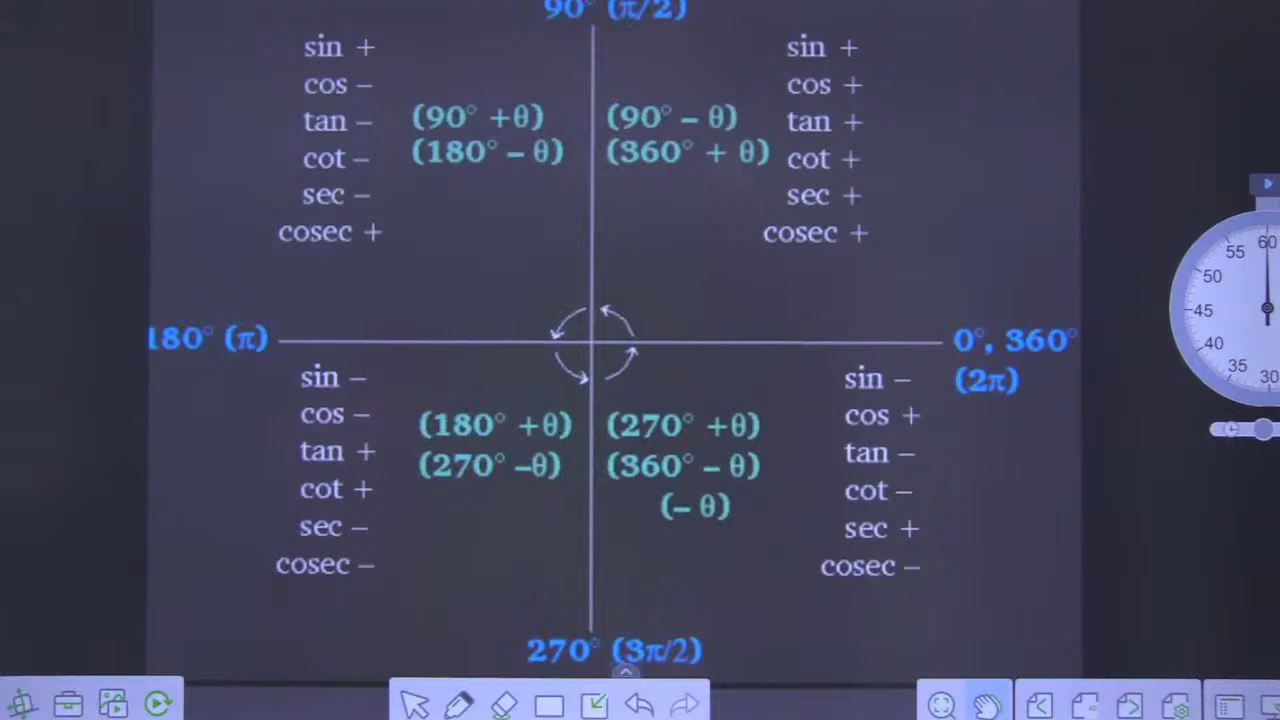 90° (π/2)
sin +
cos –
tan –
cot –
sec –
cosec +
(90° +θ)
(180° – θ)
(90° – θ)
(360° + θ)
sin +
cos +
tan +
cot +
sec +
cosec +
180° (π)
0°, 360°
(2π)
sin –
cos –
tan +
cot +
sec –
cosec –
(180° +θ)
(270° –θ)
(270° +θ)
(360° – θ)
(– θ)
sin –
cos +
tan –
cot –
sec +
cosec –
270° (3π/2)
60
55
50
45
40
35
30